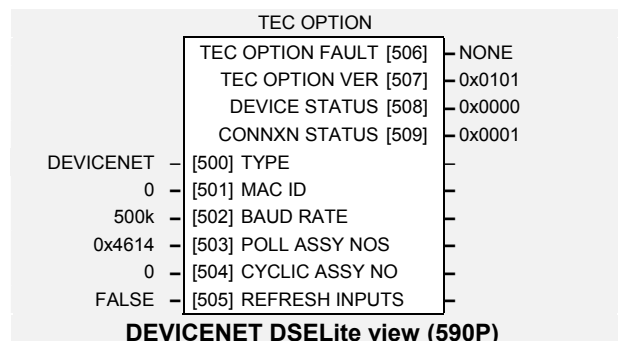 TEC OPTION
TEC OPTION FAULT [506] – NONE
TEC OPTION VER [507] – 0x0101
DEVICE STATUS [508] – 0x0000
CONNXN STATUS [509] – 0x0001
DEVICENET – [500] TYPE –
0 – [501] MAC ID –
500k – [502] BAUD RATE –
0x4614 – [503] POLL ASSY NOS –
0 – [504] CYCLIC ASSY NO –
FALSE – [505] REFRESH INPUTS –
DEVICENET DSELite view (590P)